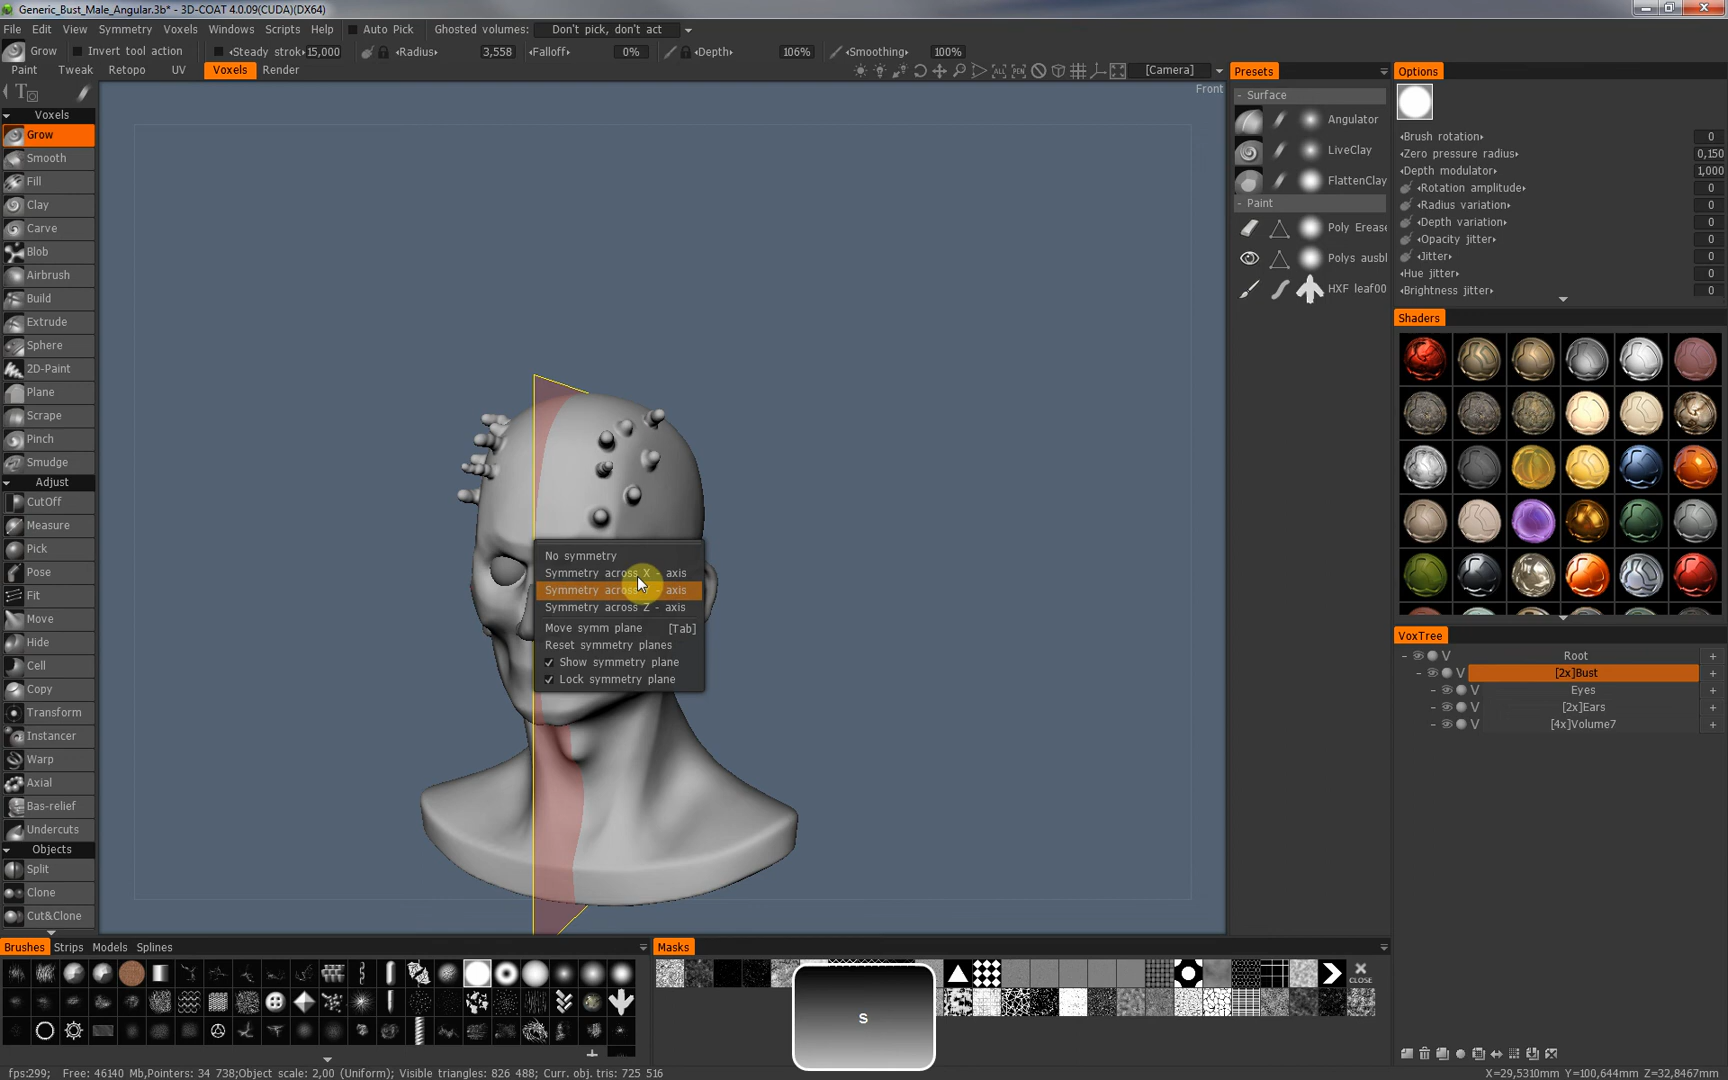 Generic_Bust_Male_Angular.3b* - 3D-COAT 4.0.09(CUDA)(DX64)
File Edit View Symmetry Voxels Windows Scripts Help Auto Pick Ghosted volumes: Don't pick, don't act
Grow Invert tool action Steady strok 15,000 Radius 3,558 Falloff 0% Depth 106% Smoothing 100%
Paint Tweak Retopo UV Voxels Render [Camera]
Front
Voxels
Grow
Smooth
Fill
Clay
Carve
Blob
Airbrush
Build
Extrude
Sphere
2D-Paint
Plane
Scrape
Pinch
Smudge
Adjust
CutOff
Measure
Pick
Pose
Fit
Move
Hide
Cell
Copy
Transform
Instancer
Warp
Axial
Bas-relief
Undercuts
Objects
Split
Clone
Cut&Clone
No symmetry
Symmetry across X - axis
Symmetry across - axis
Symmetry across Z - axis
Move symm plane [Tab]
Reset symmetry planes
Show symmetry plane
Lock symmetry plane
Presets
- Surface
Angulator
LiveClay
FlattenClay
- Paint
Poly Erase
Polys ausbl
HXF leaf00
Options
Brush rotation 0
Zero pressure radius 0,150
Depth modulator 1,000
Rotation amplitude 0
Radius variation 0
Depth variation 0
Opacity jitter 0
Jitter 0
Hue jitter 0
Brightness jitter 0
Shaders
VoxTree
- V Root +
- V [2x]Bust +
- V Eyes +
- V [2x]Ears +
- V [4x]Volume7 +
Brushes Strips Models Splines
Masks
CLOSE
S
fps:299; Free: 46140 Mb,Pointers: 34 738;Object scale: 2,00 (Uniform); Visible triangles: 826 488; Curr. obj. tris: 725 516 X=29,5310mm Y=100,644mm Z=32,8467mm